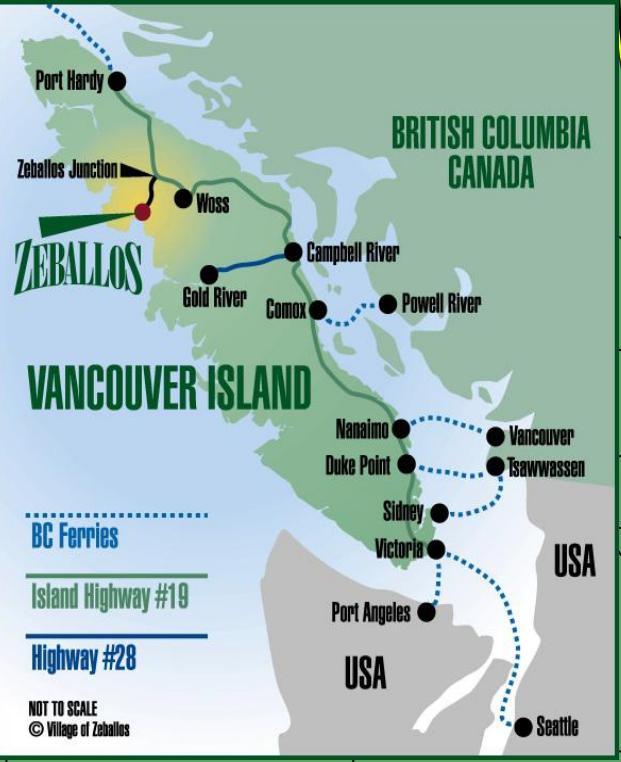 Port Hardy
BRITISH COLUMBIA
CANADA
Zeballos Junction
Woss
ZEBALLOS
Campbell River
Gold River
Comox
Powell River
VANCOUVER ISLAND
Nanaimo
Vancouver
Duke Point
Tsawwassen
Sidney
BC Ferries
Victoria
USA
Island Highway #19
Port Angeles
Highway #28
USA
NOT TO SCALE
© Village of Zeballos
Seattle